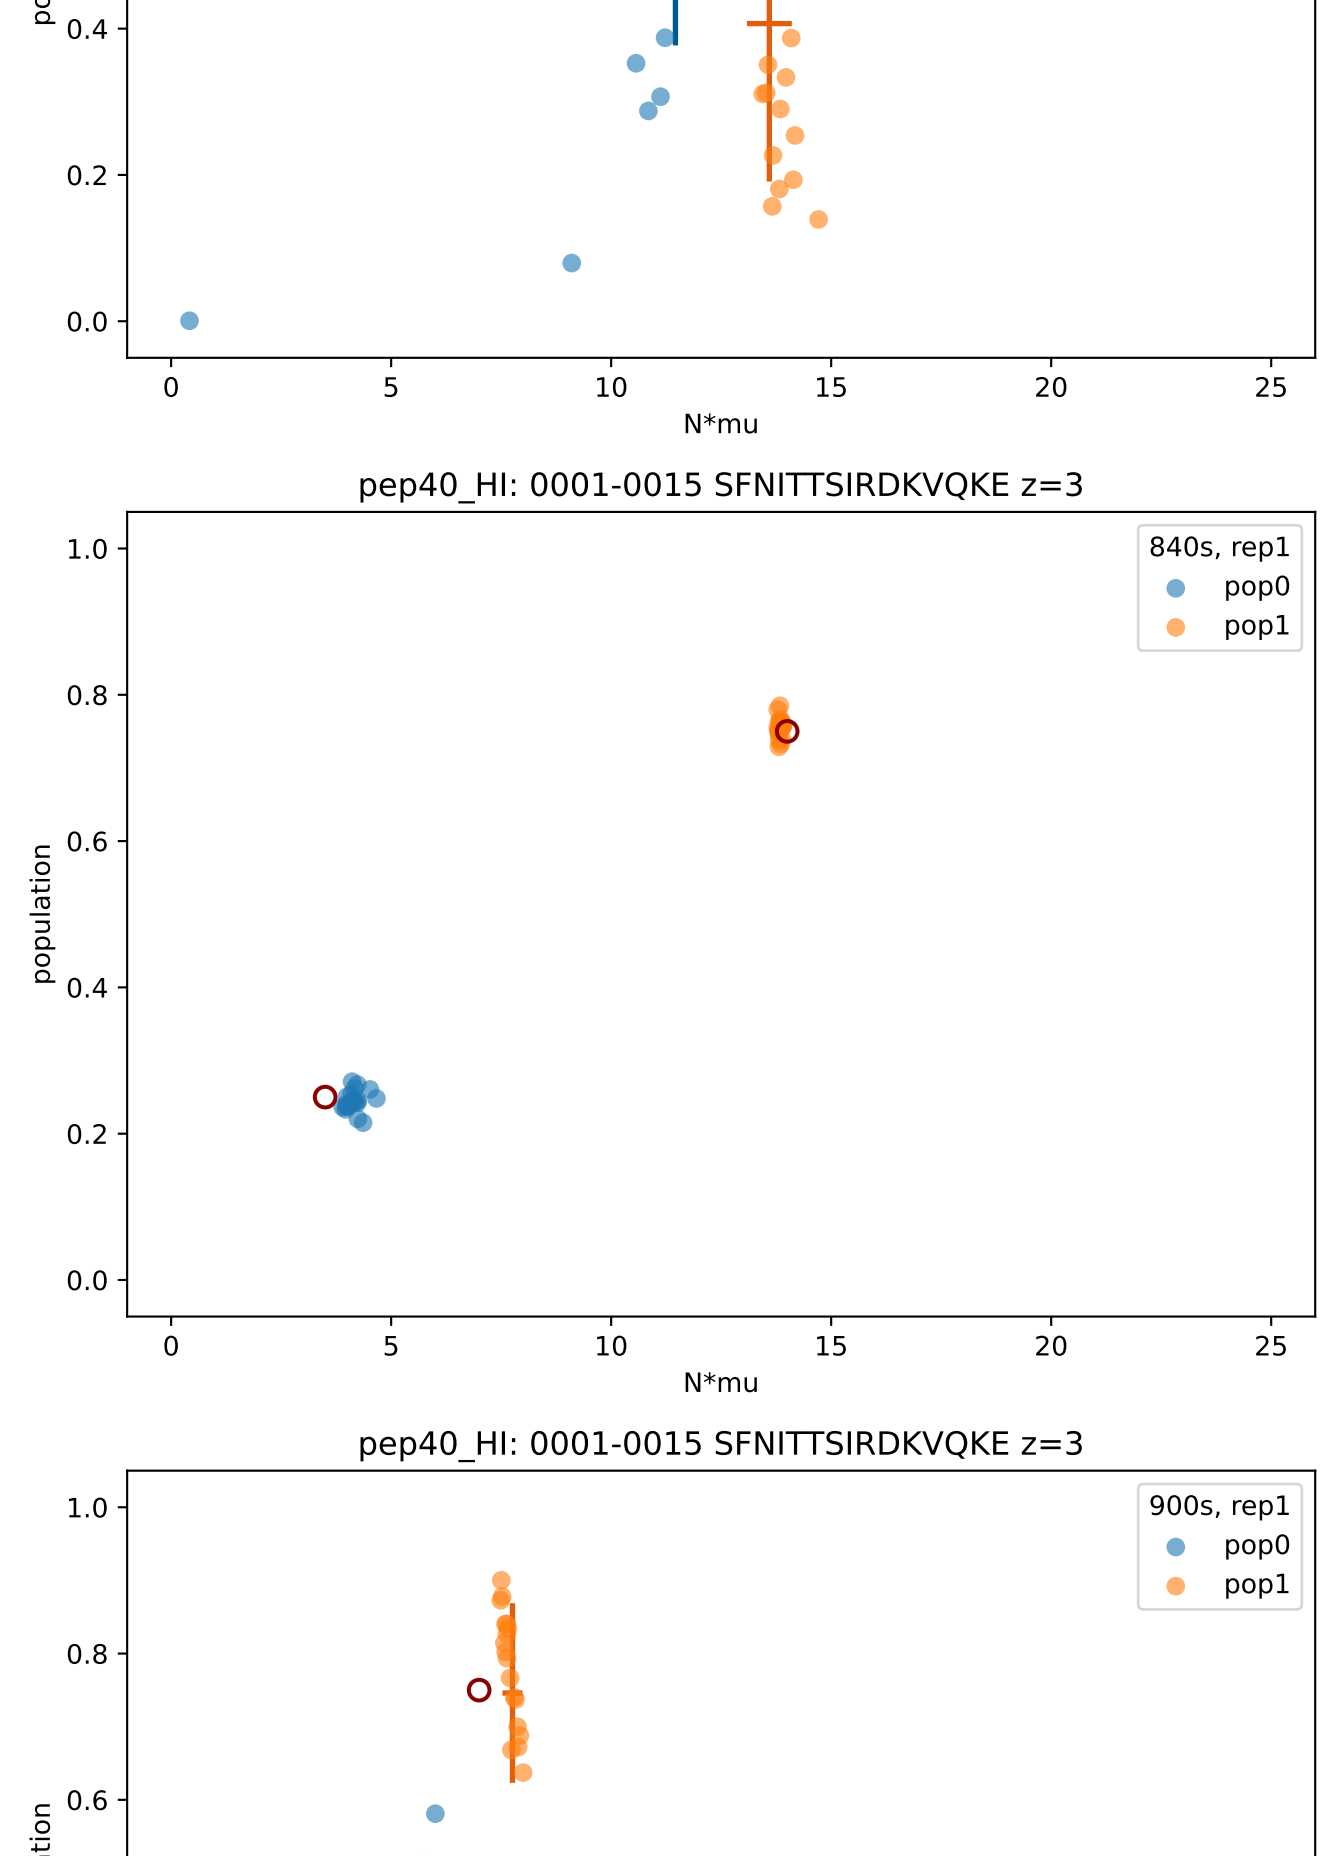 po
0.4
0.2
0.0
0 5 10 15 20 25
N*mu
pep40_HI: 0001-0015 SFNITTSIRDKVQKE z=3
1.0
840s, rep1
pop0
pop1
0.8
0.6
population
0.4
0.2
0.0
0 5 10 15 20 25
N*mu
pep40_HI: 0001-0015 SFNITTSIRDKVQKE z=3
1.0
900s, rep1
pop0
pop1
0.8
0.6
tion